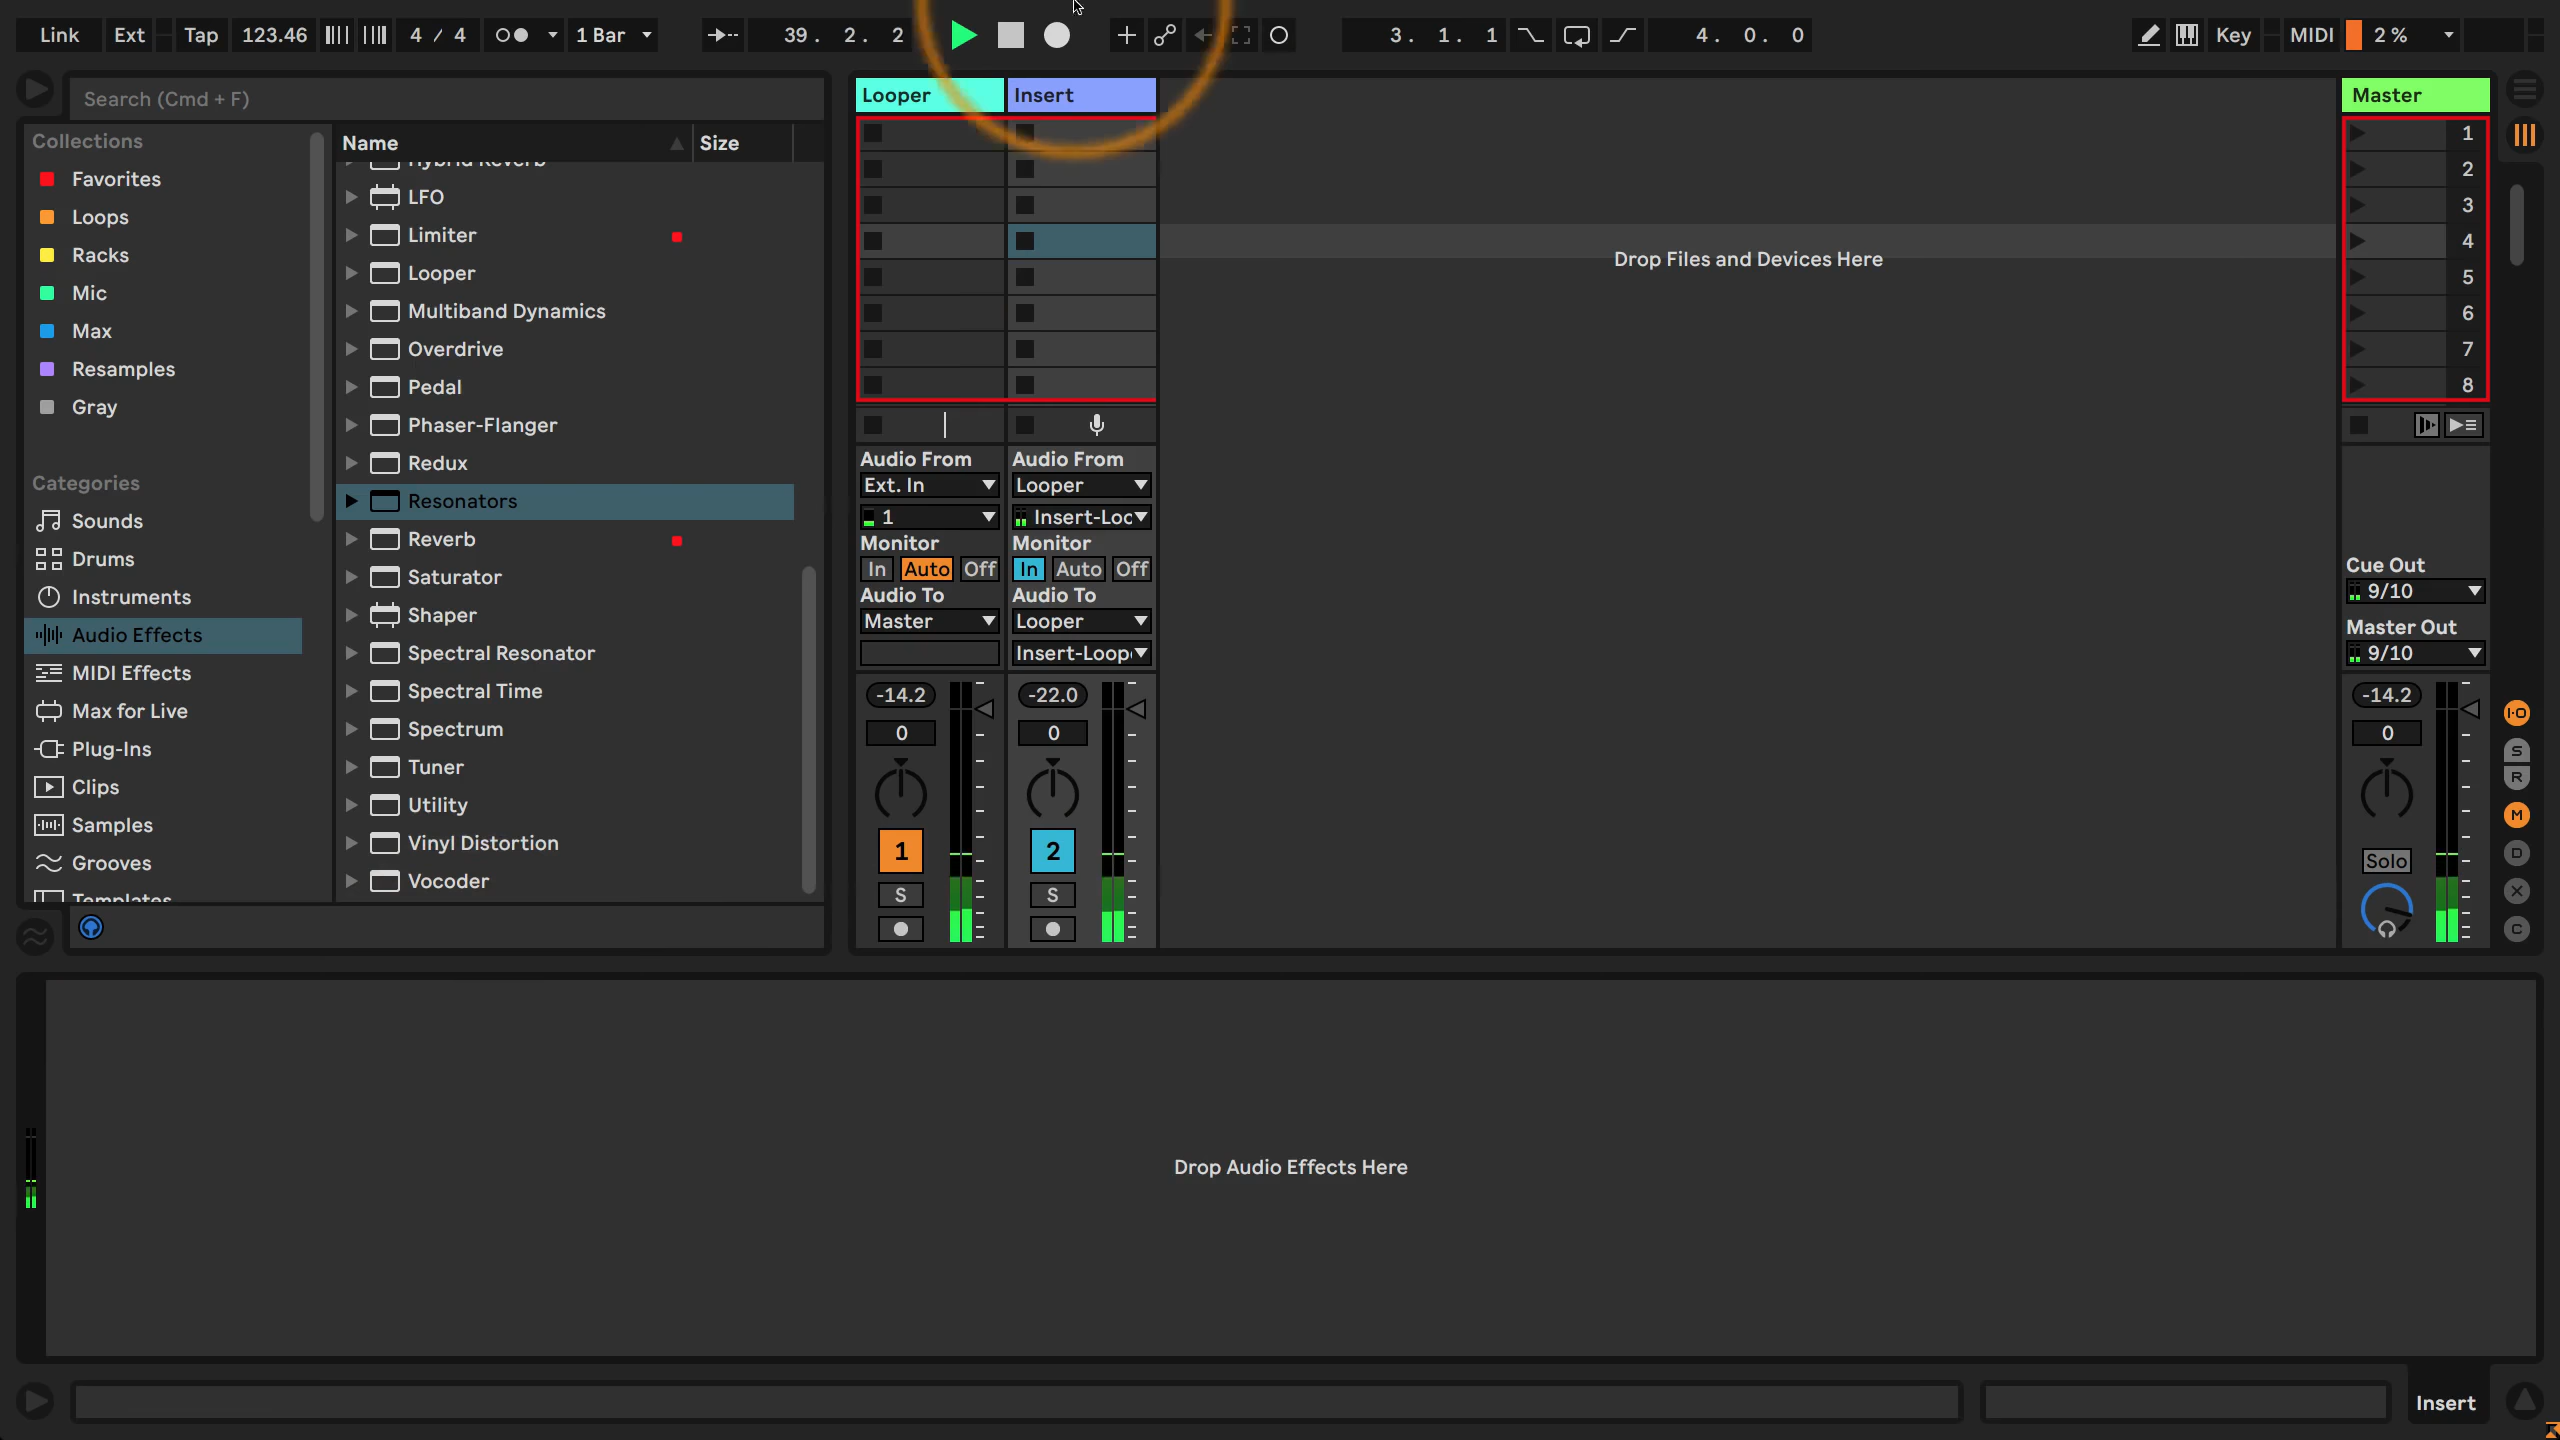 Link Ext Tap 123.46 4 / 4 1 Bar 39. 2. 2 3. 1. 1 4. 0. 0 Key MIDI 2 %
Search (Cmd + F)
Collections
Favorites
Loops
Racks
Mic
Max
Resamples
Gray
Categories
Sounds
Drums
Instruments
Audio Effects
MIDI Effects
Max for Live
Plug-Ins
Clips
Samples
Grooves
Templates
Name Size
Hybrid Reverb
LFO
Limiter
Looper
Multiband Dynamics
Overdrive
Pedal
Phaser-Flanger
Redux
Resonators
Reverb
Saturator
Shaper
Spectral Resonator
Spectral Time
Spectrum
Tuner
Utility
Vinyl Distortion
Vocoder
Looper
Audio From
Ext. In
1
Monitor
In Auto Off
Audio To
Master
-14.2
0
1
S
Insert
Audio From
Looper
Insert-Loc
Monitor
In Auto Off
Audio To
Looper
Insert-Loop
-22.0
0
2
S
Drop Files and Devices Here
Master
1
2
3
4
5
6
7
8
Cue Out
9/10
Master Out
9/10
-14.2
0
Solo
I-O
S
R
M
D
X
C
Drop Audio Effects Here
Insert